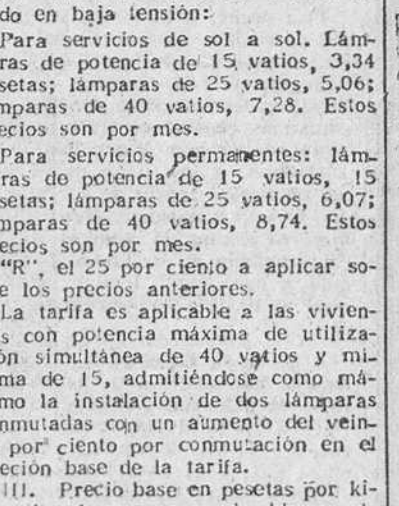 do en baja tensión:
Para servicios de sol a sol. Lám-
ras de potencia de 15 vatios, 3,34
setas; lámparas de 25 vatios, 5,06;
mparas de 40 vatios, 7,28. Estos
ecios son por mes.
Para servicios permanentes: lám-
ras de potencia de 15 vatios, 15
setas; lámparas de 25 vatios, 6,07;
mparas de 40 vatios, 8,74. Estos
ecios son por mes.
"R", el 25 por ciento a aplicar so-
e los precios anteriores.
La tarifa es aplicable a las vivien-
s con potencia máxima de utiliza-
ón simultánea de 40 vatios y mí-
ma de 15, admitiéndose como má-
mo la instalación de dos lámparas
nmutadas con un aumento del vein-
por ciento por conmutación en el
eción base de la tarifa.
III. Precio base en pesetas por ki-